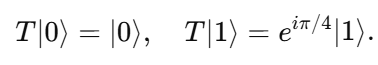 T|0⟩ = |0⟩, T|1⟩ = e^{iπ/4}|1⟩.